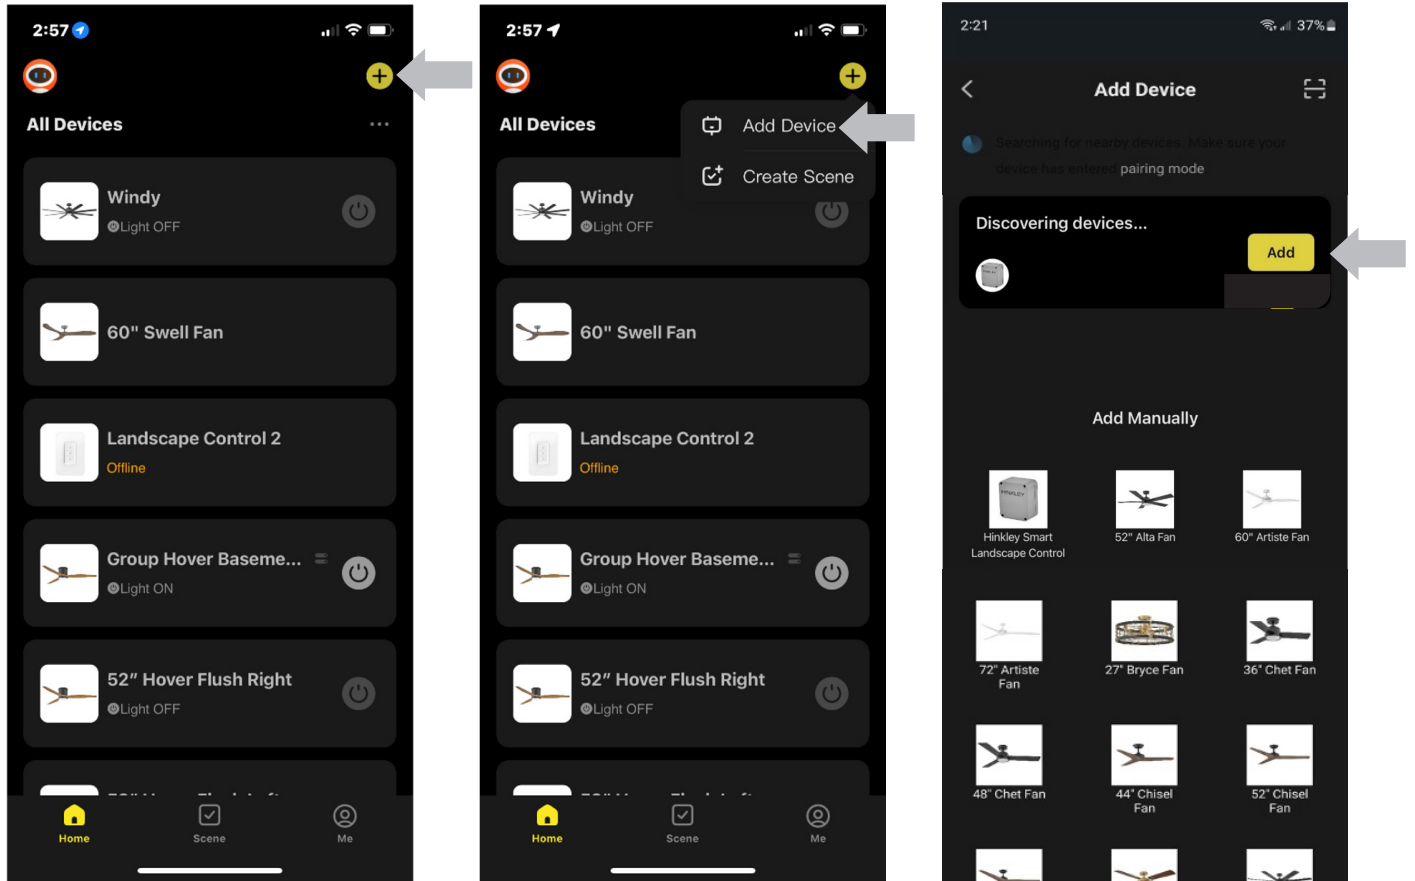 2:57
All Devices
Windy
Light OFF
60" Swell Fan
Landscape Control 2
Offline
Group Hover Baseme...
Light ON
52” Hover Flush Right
Light OFF
Home
Scene
Me
2:57
All Devices
Add Device
Create Scene
Windy
Light OFF
60" Swell Fan
Landscape Control 2
Offline
Group Hover Baseme...
Light ON
52” Hover Flush Right
Light OFF
Home
Scene
Me
2:21
37%
Add Device
Searching for nearby devices. Make sure your
device has entered pairing mode
Discovering devices...
Add
Add Manually
HINKLEY
Hinkley Smart
Landscape Control
52" Alta Fan
60" Artiste Fan
72" Artiste
Fan
27" Bryce Fan
36" Chet Fan
48" Chet Fan
44" Chisel
Fan
52" Chisel
Fan